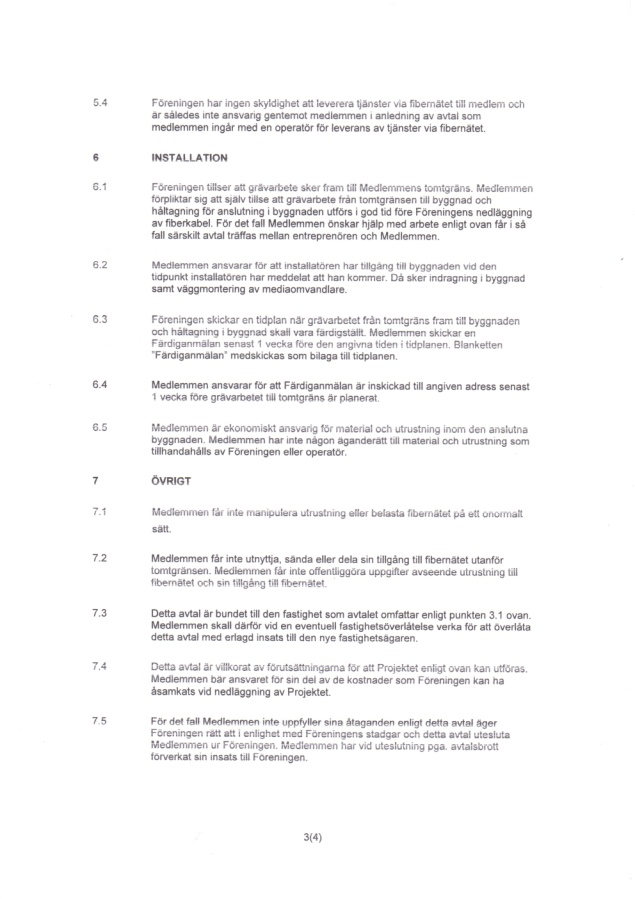 5.4 Föreningen har ingen skyldighet att leverera tjänster via fibernätet till medlem och
är således inte ansvarig gentemot medlemmen i anledning av avtal som
medlemmen ingår med en operatör för leverans av tjänster via fibernätet.
6 INSTALLATION
6.1 Föreningen tillser att grävarbete sker fram till Medlemmens tomtgräns. Medlemmen
förpliktar sig att själv tillse att grävarbete från tomtgränsen till byggnad och
håltagning för anslutning i byggnaden utförs i god tid före Föreningens nedläggning
av fiberkabel. För det fall Medlemmen önskar hjälp med arbete enligt ovan får i så
fall särskilt avtal träffas mellan entreprenören och Medlemmen.
6.2 Medlemmen ansvarar för att installatören har tillgång till byggnaden vid den
tidpunkt installatören har meddelat att han kommer. Då sker indragning i byggnad
samt väggmontering av mediaomvandlare.
6.3 Föreningen skickar en tidplan när grävarbetet från tomtgräns fram till byggnaden
och håltagning i byggnad skall vara färdigställt. Medlemmen skickar en
Färdiganmälan senast 1 vecka före den angivna tiden i tidplanen. Blanketten
"Färdiganmälan" medskickas som bilaga till tidplanen.
6.4 Medlemmen ansvarar för att Färdiganmälan är inskickad till angiven adress senast
1 vecka före grävarbetet till tomtgräns är planerat.
6.5 Medlemmen är ekonomiskt ansvarig för material och utrustning inom den anslutna
byggnaden. Medlemmen har inte någon äganderätt till material och utrustning som
tillhandahålls av Föreningen eller operatör.
7 ÖVRIGT
7.1 Medlemmen får inte manipulera utrustning eller belasta fibernätet på ett onormalt
sätt.
7.2 Medlemmen får inte utnyttja, sända eller dela sin tillgång till fibernätet utanför
tomtgränsen. Medlemmen får inte offentliggöra uppgifter avseende utrustning till
fibernätet och sin tillgång till fibernätet.
7.3 Detta avtal är bundet till den fastighet som avtalet omfattar enligt punkten 3.1 ovan.
Medlemmen skall därför vid en eventuell fastighetsöverlåtelse verka för att överlåta
detta avtal med erlagd insats till den nye fastighetsägaren.
7.4 Detta avtal är villkorat av förutsättningarna för att Projektet enligt ovan kan utföras.
Medlemmen bär ansvaret för sin del av de kostnader som Föreningen kan ha
åsamkats vid nedläggning av Projektet.
7.5 För det fall Medlemmen inte uppfyller sina åtaganden enligt detta avtal äger
Föreningen rätt att i enlighet med Föreningens stadgar och detta avtal utesluta
Medlemmen ur Föreningen. Medlemmen har vid uteslutning pga. avtalsbrott
förverkat sin insats till Föreningen.
3(4)